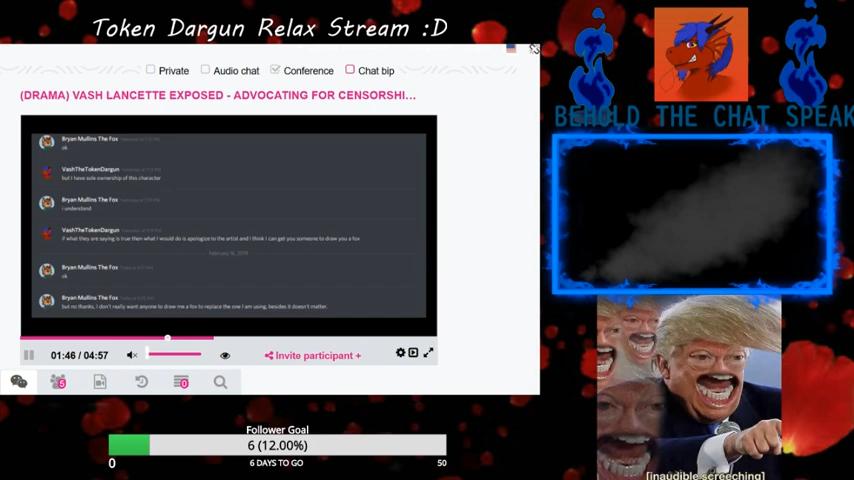 Token Dargun Relax Stream :D
Private
Audio chat
Conference
Chat bip
(DRAMA) VASH LANCETTE EXPOSED - ADVOCATING FOR CENSORSHI...
BEHOLD THE CHAT SPEAK
Bryan Mullins The Fox
ok
VashTheTokenDargun
but I have sole ownership of this character
Bryan Mullins The Fox
i understand
VashTheTokenDargun
if what they are saying is true then what I would do is apologize to the artist and I think I can get you someone to draw you a fox
February 16, 2019
Bryan Mullins The Fox
ok
Bryan Mullins The Fox
but no thanks, I don't really want anyone to draw me a fox to replace the one I am using, besides it doesn't matter.
01:46 / 04:57
Invite participant +
5
0
Follower Goal
6 (12.00%)
0
6 DAYS TO GO
50
[inaudible screeching]